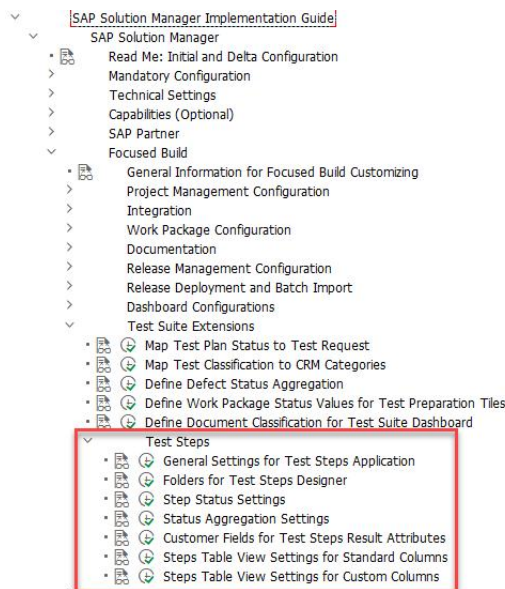 SAP Solution Manager Implementation Guide
SAP Solution Manager
Read Me: Initial and Delta Configuration
Mandatory Configuration
Technical Settings
Capabilities (Optional)
SAP Partner
Focused Build
General Information for Focused Build Customizing
Project Management Configuration
Integration
Work Package Configuration
Documentation
Release Management Configuration
Release Deployment and Batch Import
Dashboard Configurations
Test Suite Extensions
Map Test Plan Status to Test Request
Map Test Classification to CRM Categories
Define Defect Status Aggregation
Define Work Package Status Values for Test Preparation Tiles
Define Document Classification for Test Suite Dashboard
Test Steps
General Settings for Test Steps Application
Folders for Test Steps Designer
Step Status Settings
Status Aggregation Settings
Customer Fields for Test Steps Result Attributes
Steps Table View Settings for Standard Columns
Steps Table View Settings for Custom Columns